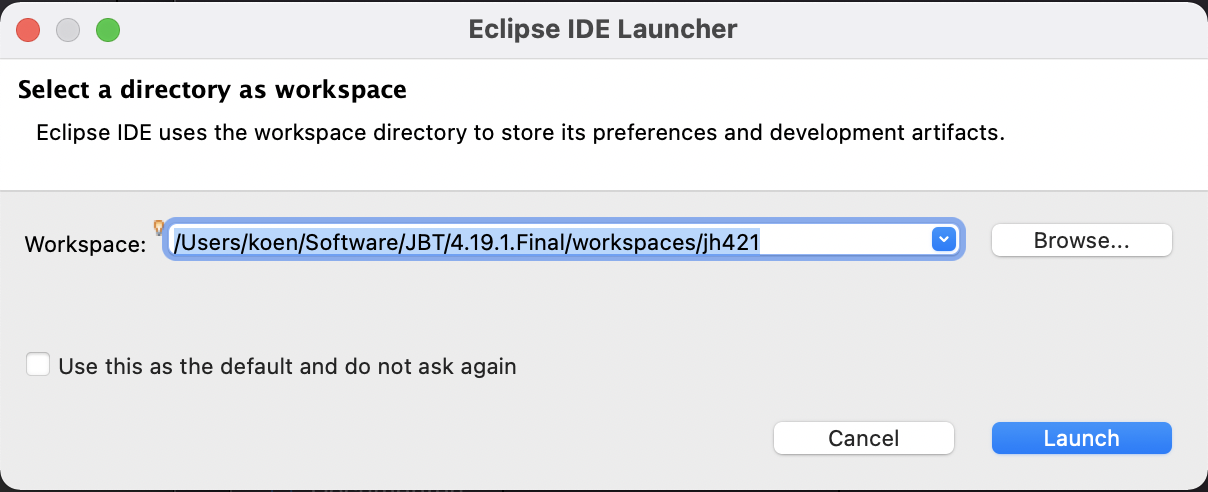 Eclipse IDE Launcher
Select a directory as workspace
Eclipse IDE uses the workspace directory to store its preferences and development artifacts.
Workspace: /Users/koen/Software/JBT/4.19.1.Final/workspaces/jh421 Browse...
Use this as the default and do not ask again
Cancel Launch